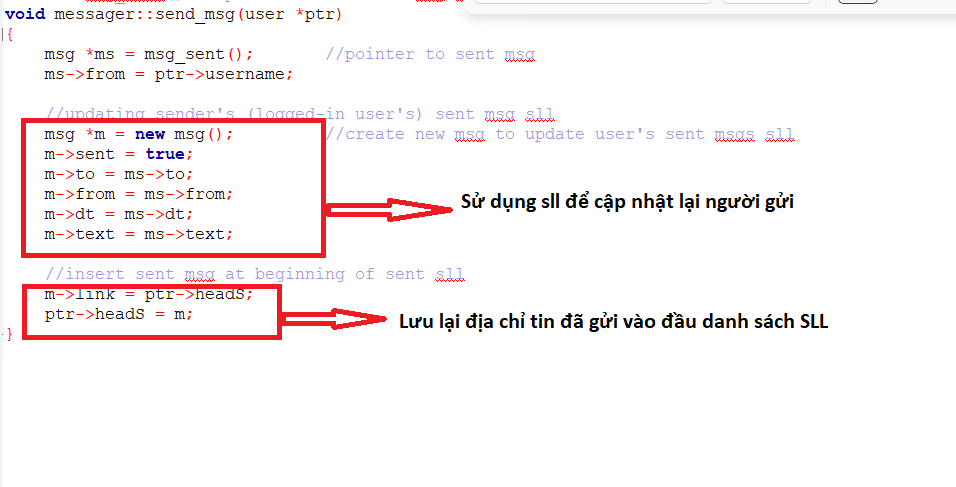 void messager::send_msg(user *ptr)
{
msg *ms = msg_sent(); //pointer to sent msg
ms->from = ptr->username;
//updating sender's (logged-in user's) sent msg sll
msg *m = new msg(); //create new msg to update user's sent msgs sll
m->sent = true;
m->to = ms->to;
m->from = ms->from;
Sử dụng sll để cập nhật lại người gửi
m->dt = ms->dt;
m->text = ms->text;
//insert sent msg at beginning of sent sll
m->link = ptr->headS;
ptr->headS = m;
Lưu lại địa chỉ tin đã gửi vào đầu danh sách SLL
}